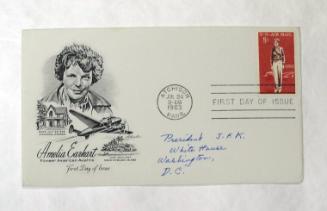 U.S. AIR MAIL
8¢
ATCHISON
JUL 24
1963
KANS.
FIRST DAY OF ISSUE
Amelia Earhart
First Day of Issue
President J.F.K.
White House
Washington,
D.C.